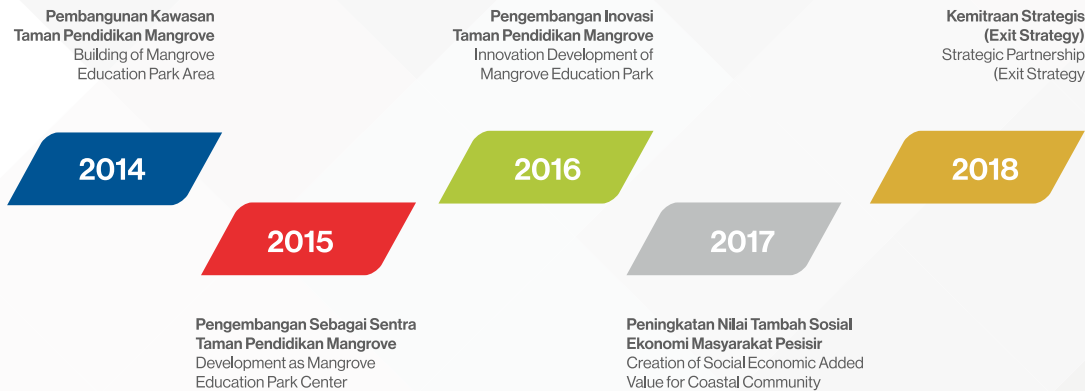 Pembangunan Kawasan
Taman Pendidikan Mangrove
Building of Mangrove
Education Park Area
2014
Pengembangan Sebagai Sentra
Taman Pendidikan Mangrove
Development as Mangrove
Education Park Center
2015
Pengembangan Inovasi
Taman Pendidikan Mangrove
Innovation Development of
Mangrove Education Park
2016
Peningkatan Nilai Tambah Sosial
Ekonomi Masyarakat Pesisir
Creation of Social Economic Added
Value for Coastal Community
2017
Kemitraan Strategis
(Exit Strategy)
Strategic Partnership
(Exit Strategy
2018